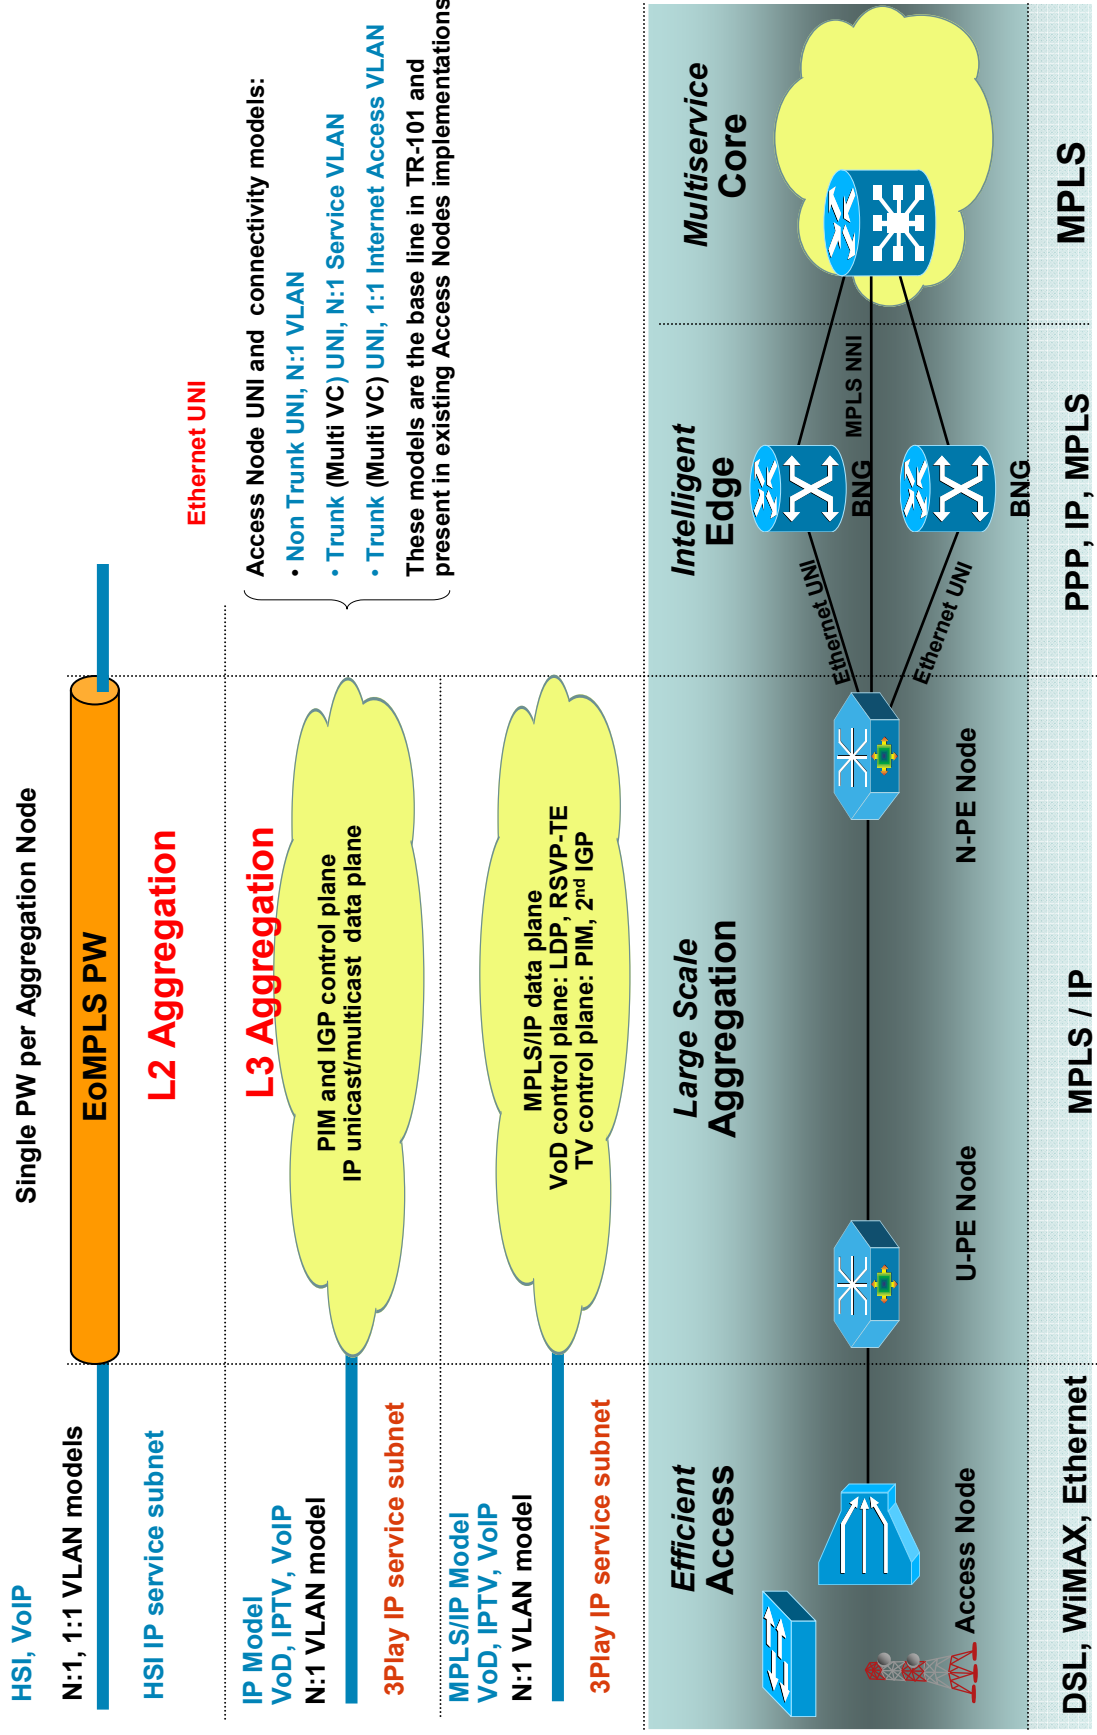 Single PW per Aggregation Node
HSI, VoIP
N:1, 1:1 VLAN models
EoMPLS PW
HSI IP service subnet
L2 Aggregation
Ethernet UNI
IP Model
VoD, IPTV, VoIP
N:1 VLAN model
3Play IP service subnet
L3 Aggregation
PIM and IGP control plane
IP unicast/multicast data plane
Access Node UNI and connectivity models:
• Non Trunk UNI, N:1 VLAN
• Trunk (Multi VC) UNI, N:1 Service VLAN
• Trunk (Multi VC) UNI, 1:1 Internet Access VLAN
These models are the base line in TR-101 and
present in existing Access Nodes implementations
MPLS/IP Model
VoD, IPTV, VoIP
N:1 VLAN model
3Play IP service subnet
MPLS/IP data plane
VoD control plane: LDP, RSVP-TE
TV control plane: PIM, 2nd IGP
Efficient
Access
Large Scale
Aggregation
Intelligent
Edge
Multiservice
Core
Access Node
U-PE Node
N-PE Node
Ethernet UNI
Ethernet UNI
BNG
BNG
MPLS NNI
DSL, WiMAX, Ethernet
MPLS / IP
PPP, IP, MPLS
MPLS